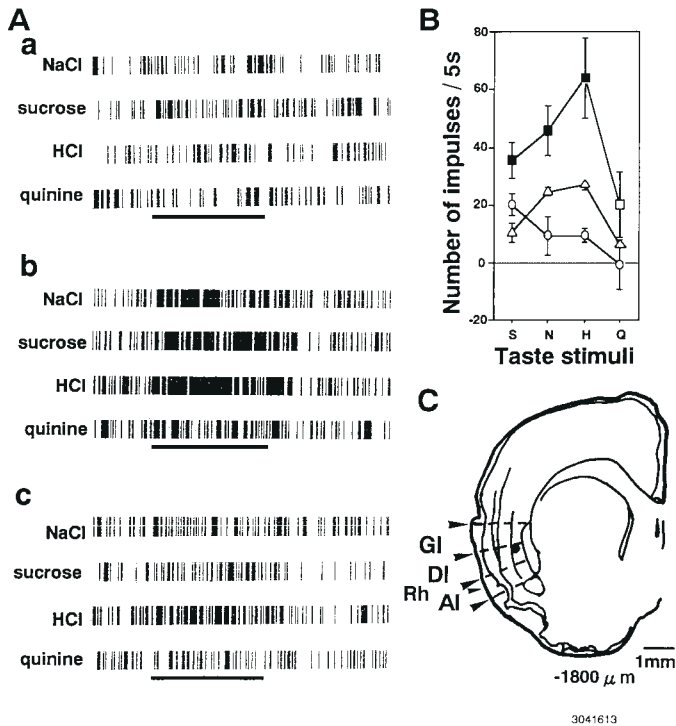 A
a
NaCl
sucrose
HCl
quinine
b
NaCl
sucrose
HCl
quinine
c
NaCl
sucrose
HCl
quinine
B
Number of impulses / 5s
80
60
40
20
0
-20
S N H Q
Taste stimuli
C
GI
DI
Rh
AI
1mm
-1800 μ m
3041613